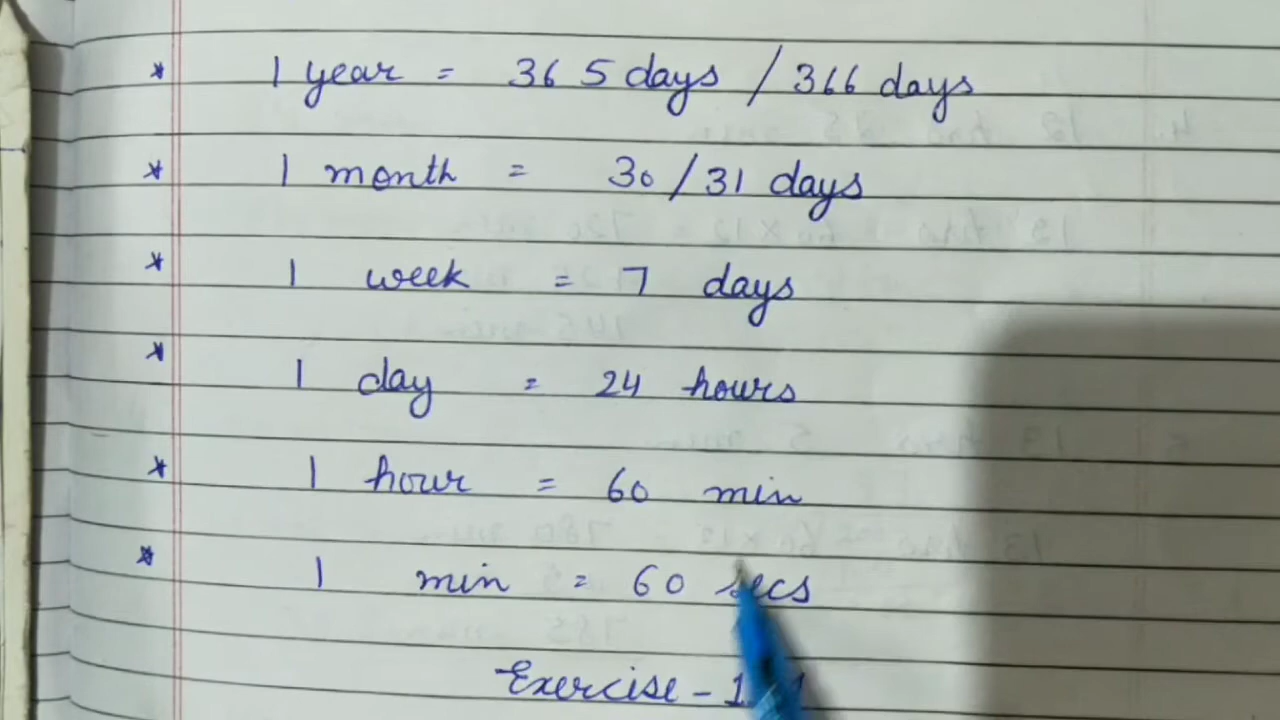 * 1 year = 365 days / 366 days
* 1 month = 30/31 days
* 1 week = 7 days
* 1 day = 24 hours
* 1 hour = 60 min
* 1 min = 60 secs
Exercise -